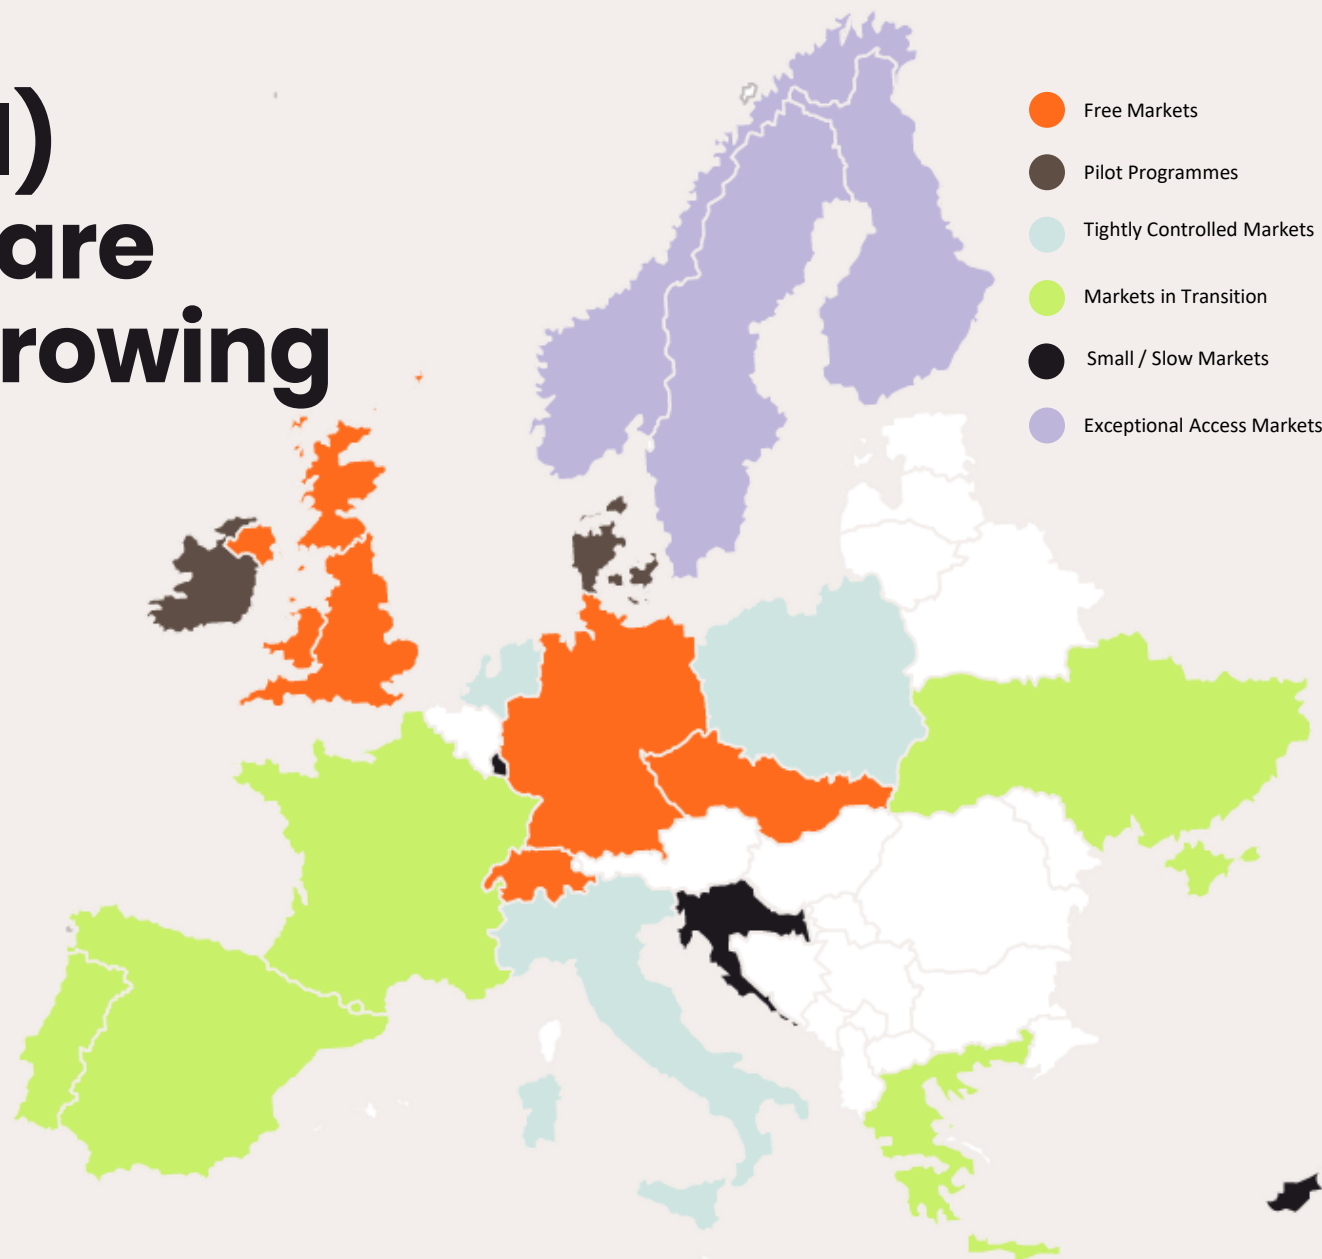 are
rowing
Free Markets
Pilot Programmes
Tightly Controlled Markets
Markets in Transition
Small / Slow Markets
Exceptional Access Markets